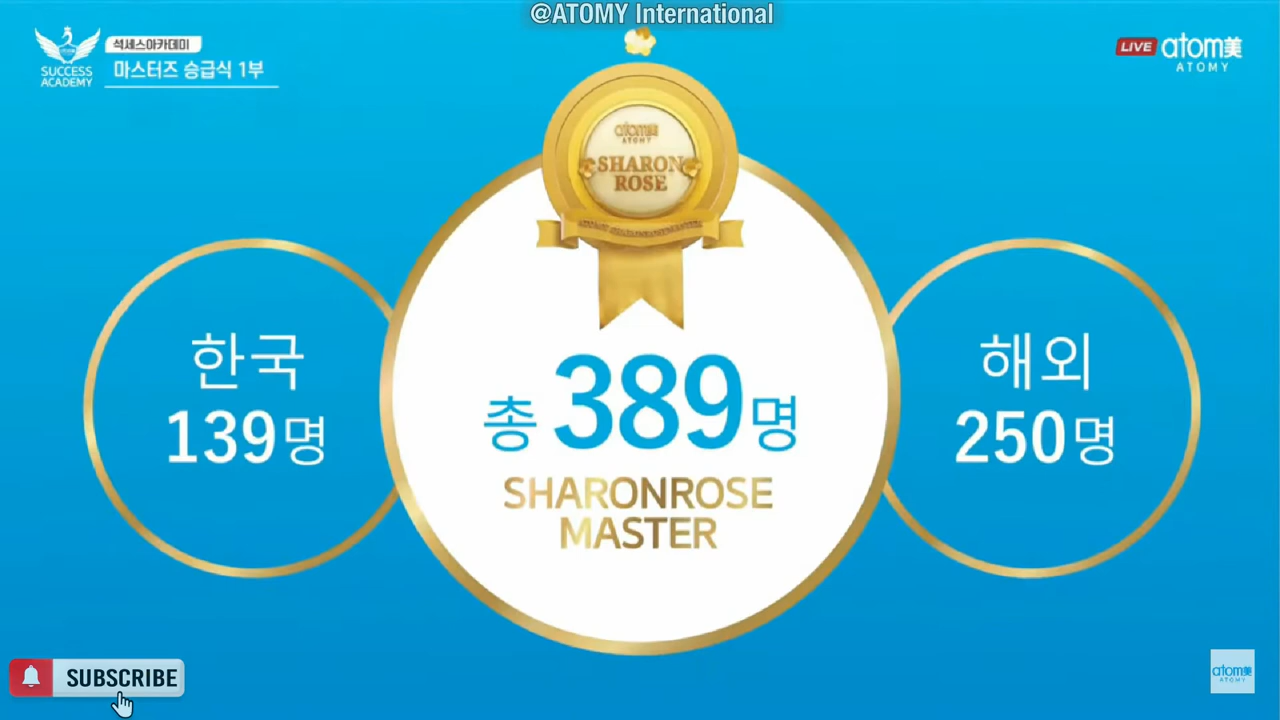 @ATOMY International
SUCCESS
ACADEMY
석세스아카데미
마스터즈 승급식 1부
LIVE atom美
ATOMY
atom美
ATOMY
SHARON
ROSE
한국
139명
총 389명
SHARONROSE
MASTER
해외
250명
SUBSCRIBE
atom美
ATOMY